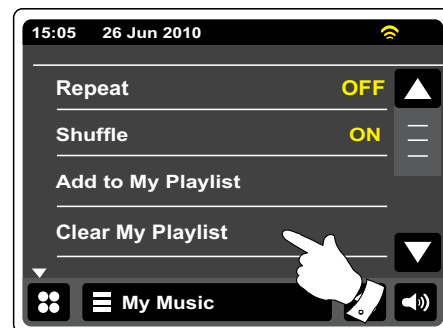 15:05 26 Jun 2010
Repeat OFF
Shuffle ON
Add to My Playlist
Clear My Playlist
My Music